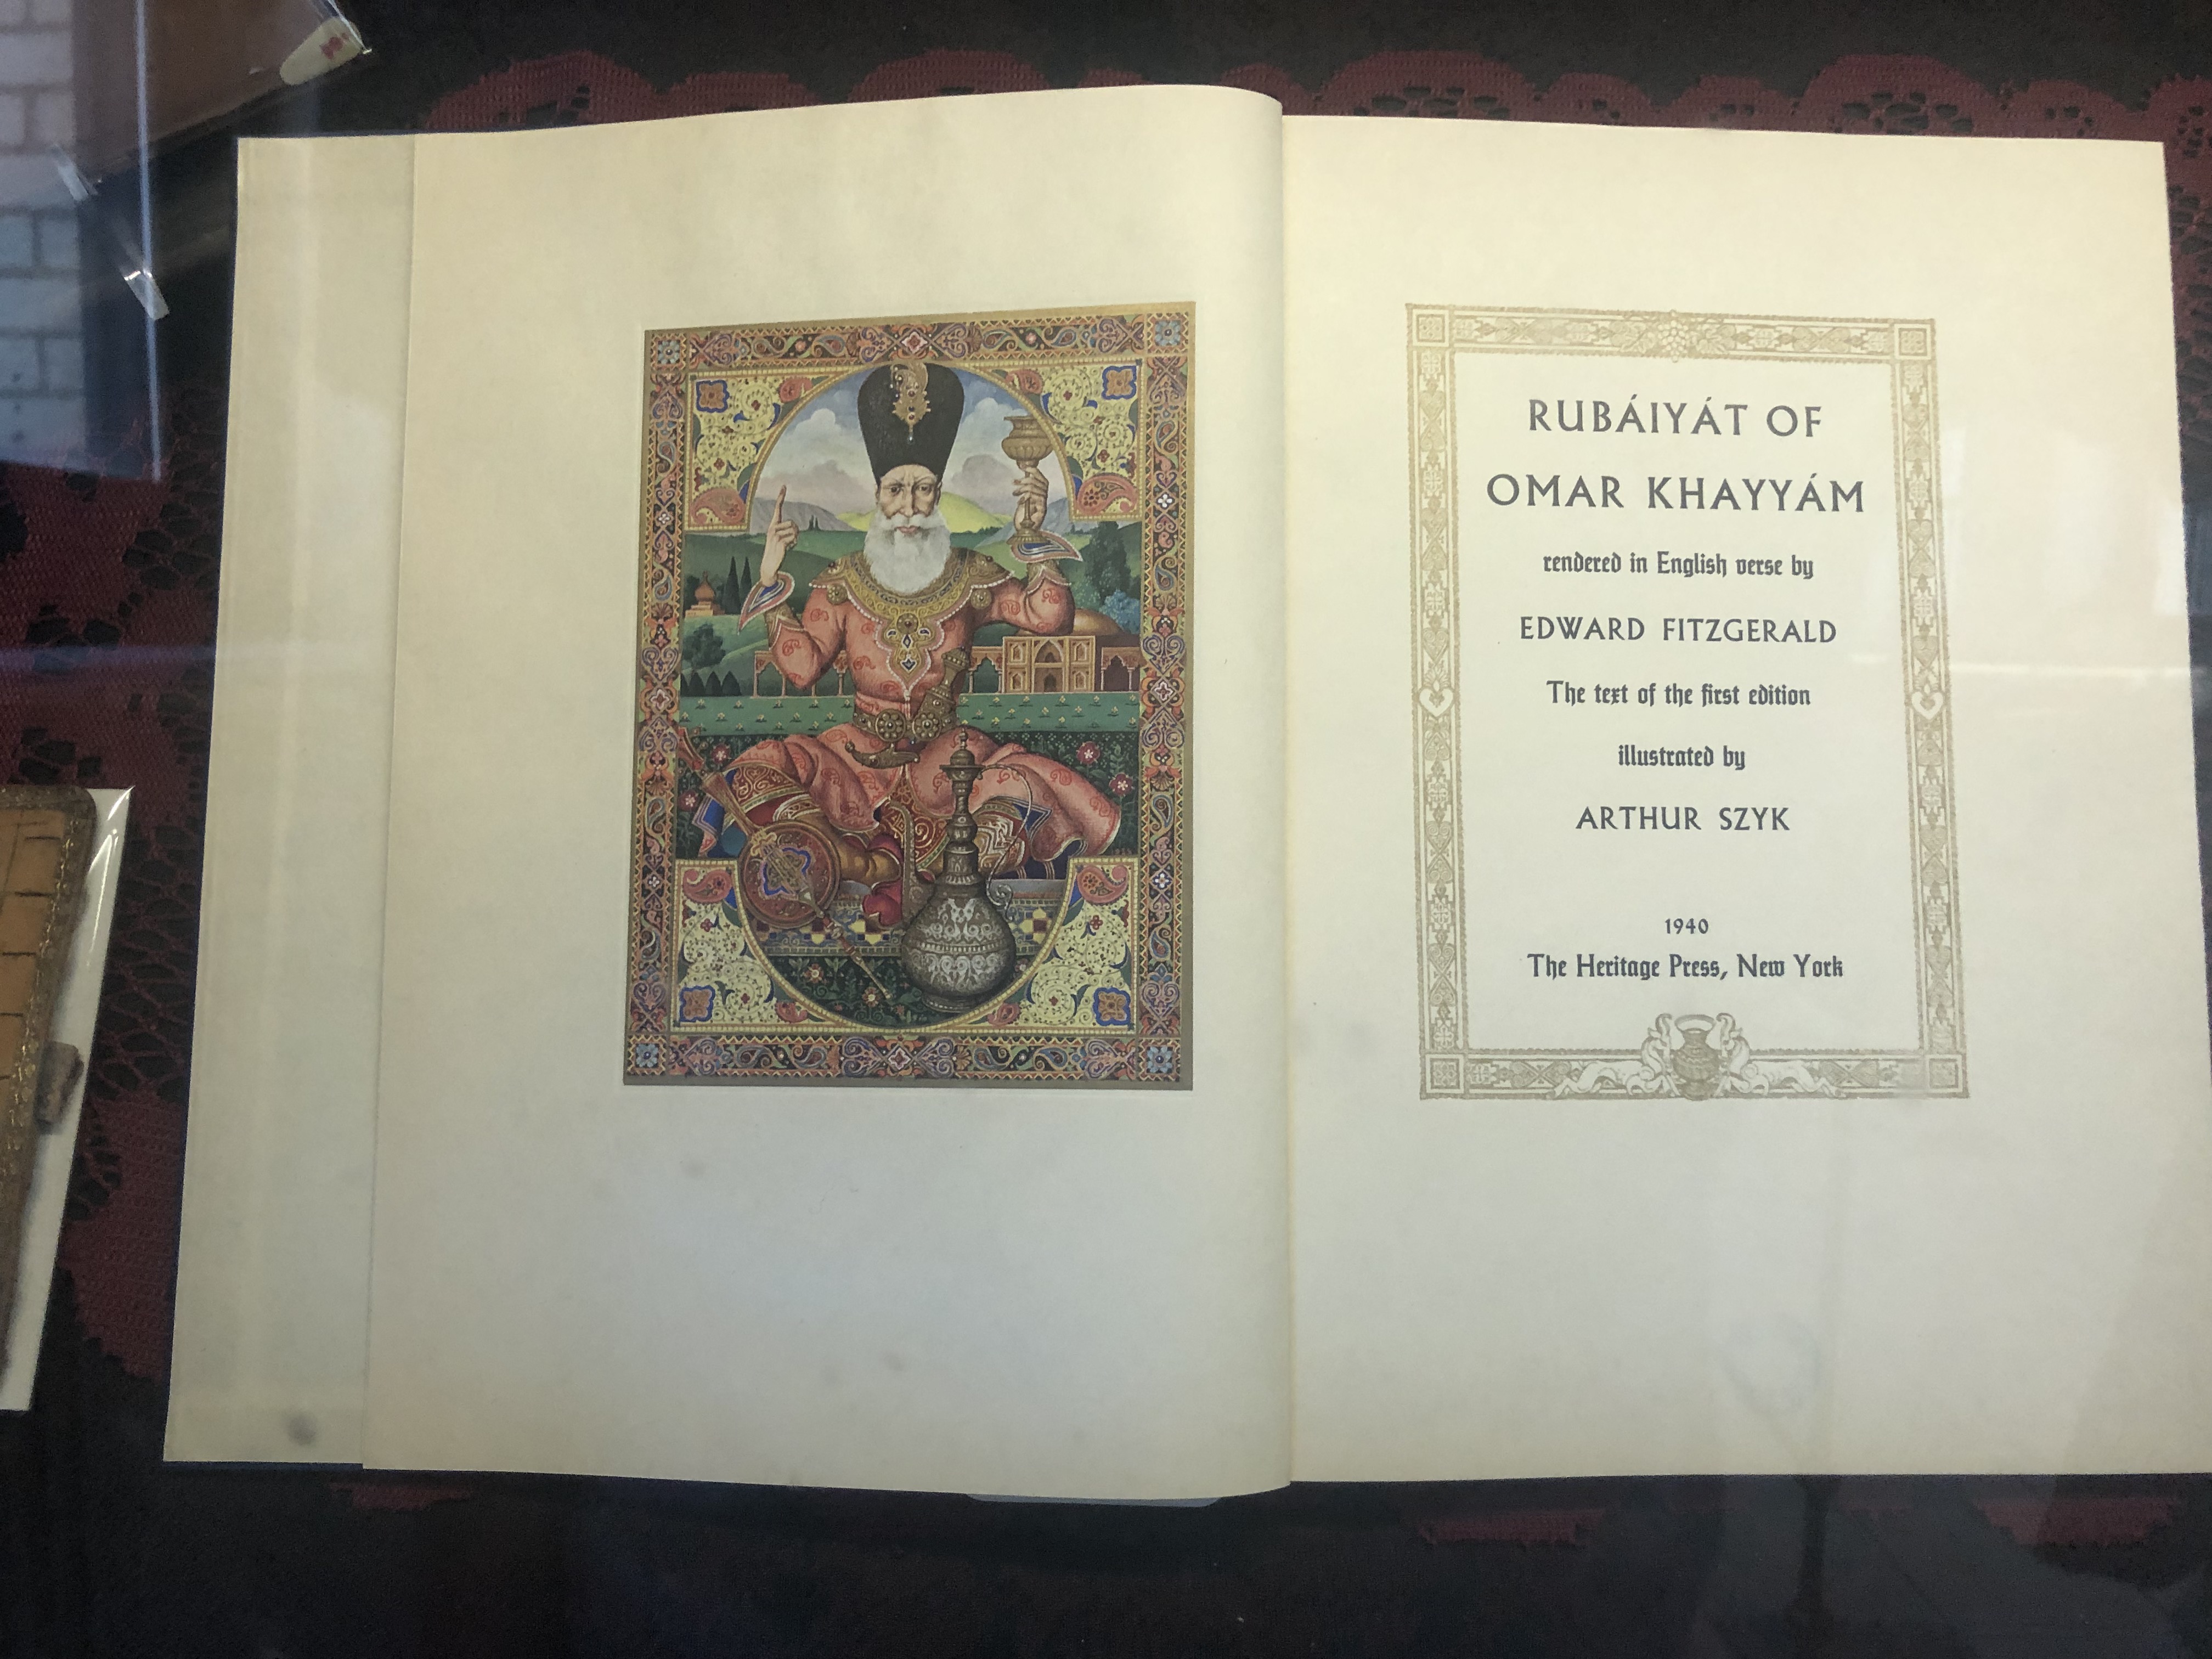 RUBÁIYÁT OF
OMAR KHAYYÁM
rendered in English verse by
EDWARD FITZGERALD
The text of the first edition
illustrated by
ARTHUR SZYK
1940
The Heritage Press, New York